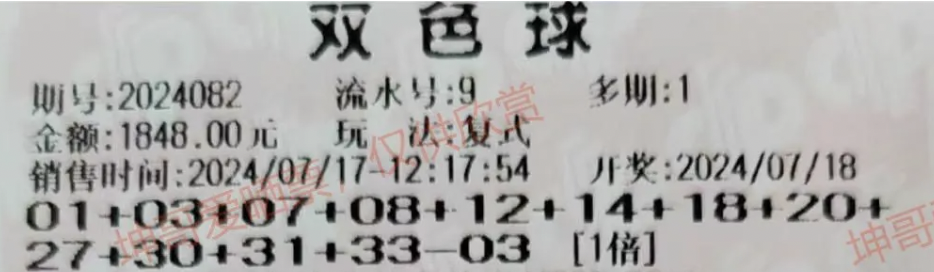 双色球
期号:2024082 流水号:9 多期:1
金额:1848.00元 玩 法:复式
销售时间:2024/07/17-12:17:54 开奖:2024/07/18
01+03+07+08+12+14+18+20+
27+30+31+33-03 [1倍]
坤哥爱晒票,仅供欣赏
坤哥